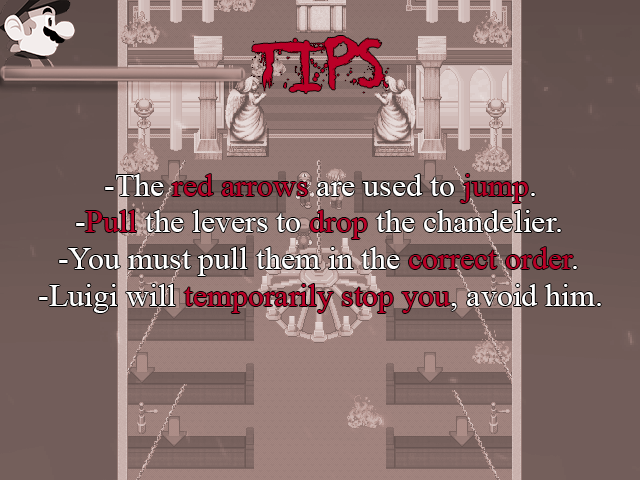 TIPS
-The red arrows are used to jump.
-Pull the levers to drop the chandelier.
-You must pull them in the correct order.
-Luigi will temporarily stop you, avoid him.